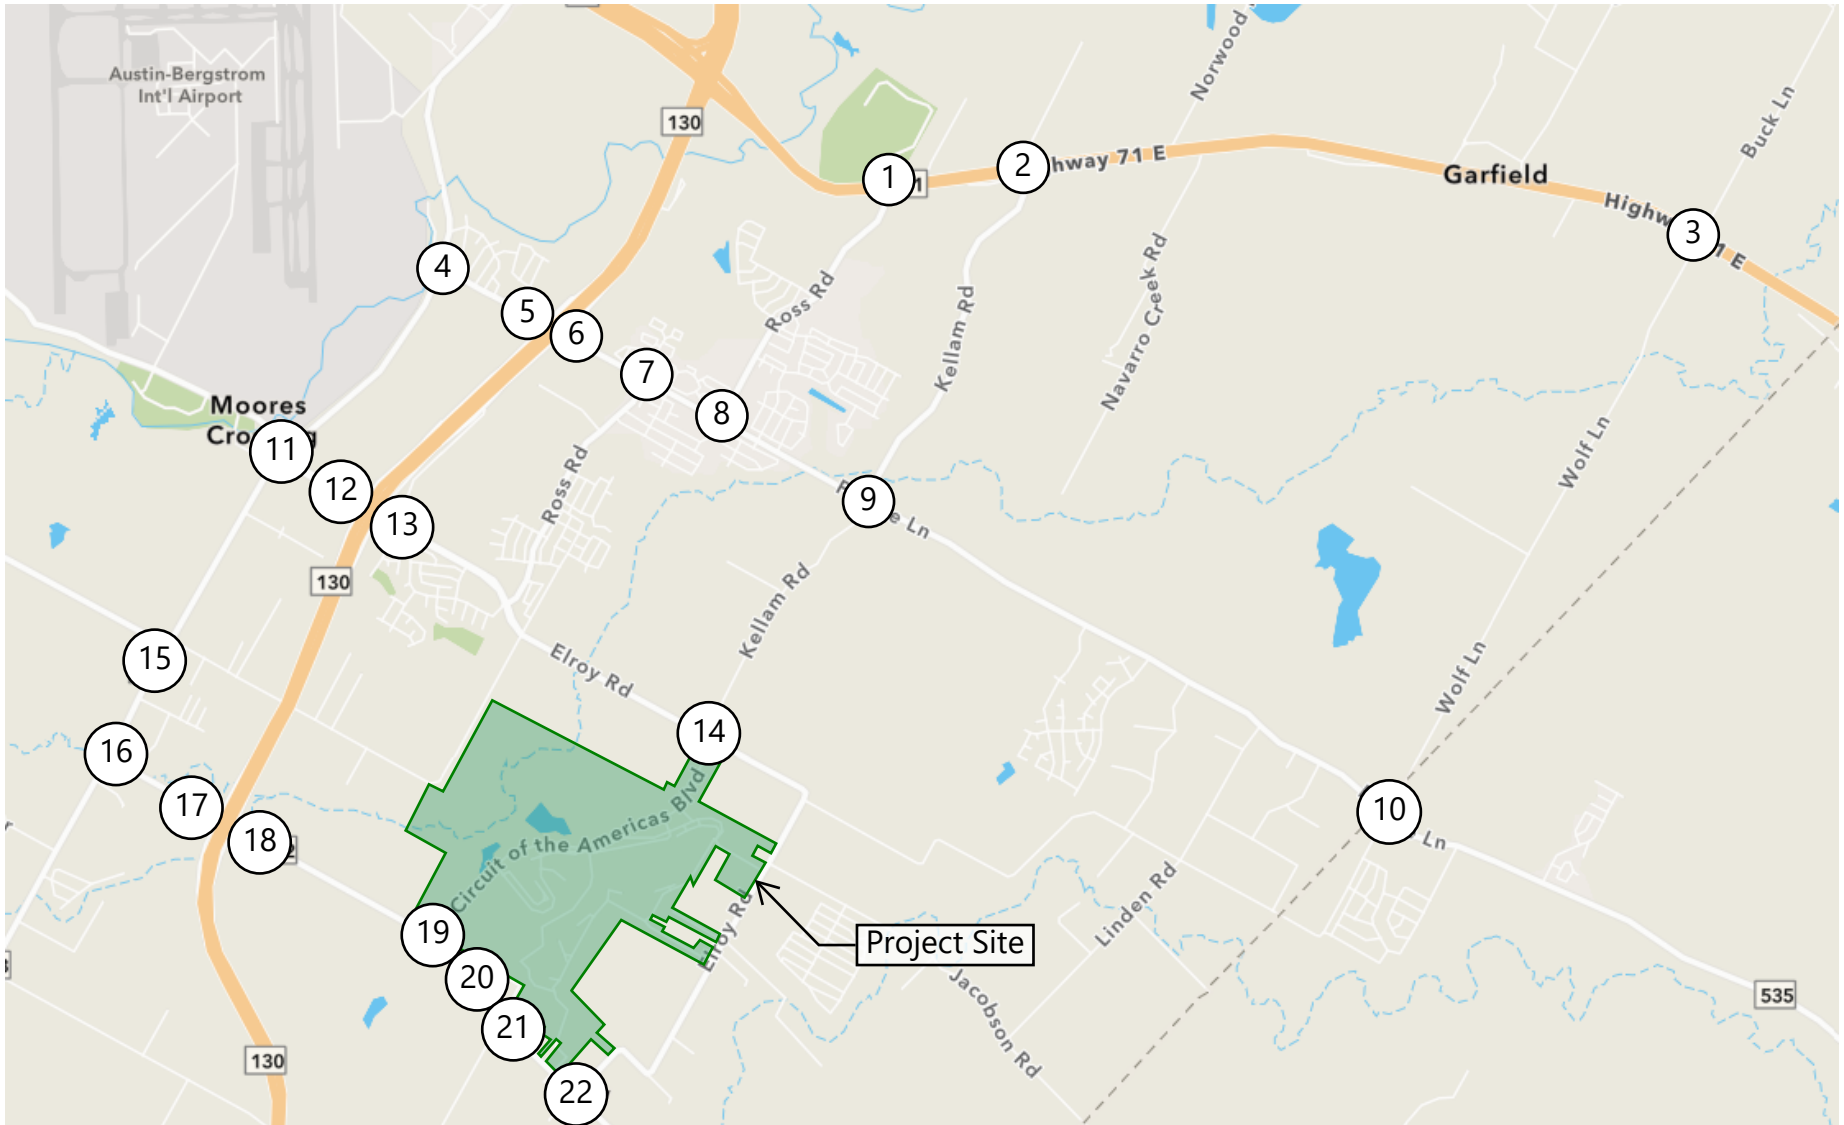 Austin-Bergstrom
Int'l Airport
130
Norwood
Buck Ln
1
1
2
hway 71 E
Garfield
Highw
1 E
3
4
5
6
7
8
Ross Rd
Kellam Rd
Navarro Creek Rd
Moores
Cro
g
11
12
13
Ross Rd
9
e Ln
Wolf Ln
130
Kellam Rd
15
Elroy Rd
Wolf Ln
14
16
17
18
2
Circuit of the Americas Blvd
10
Ln
19
20
21
22
Elroy Rd
Project Site
Linden Rd
Jacobson Rd
535
130